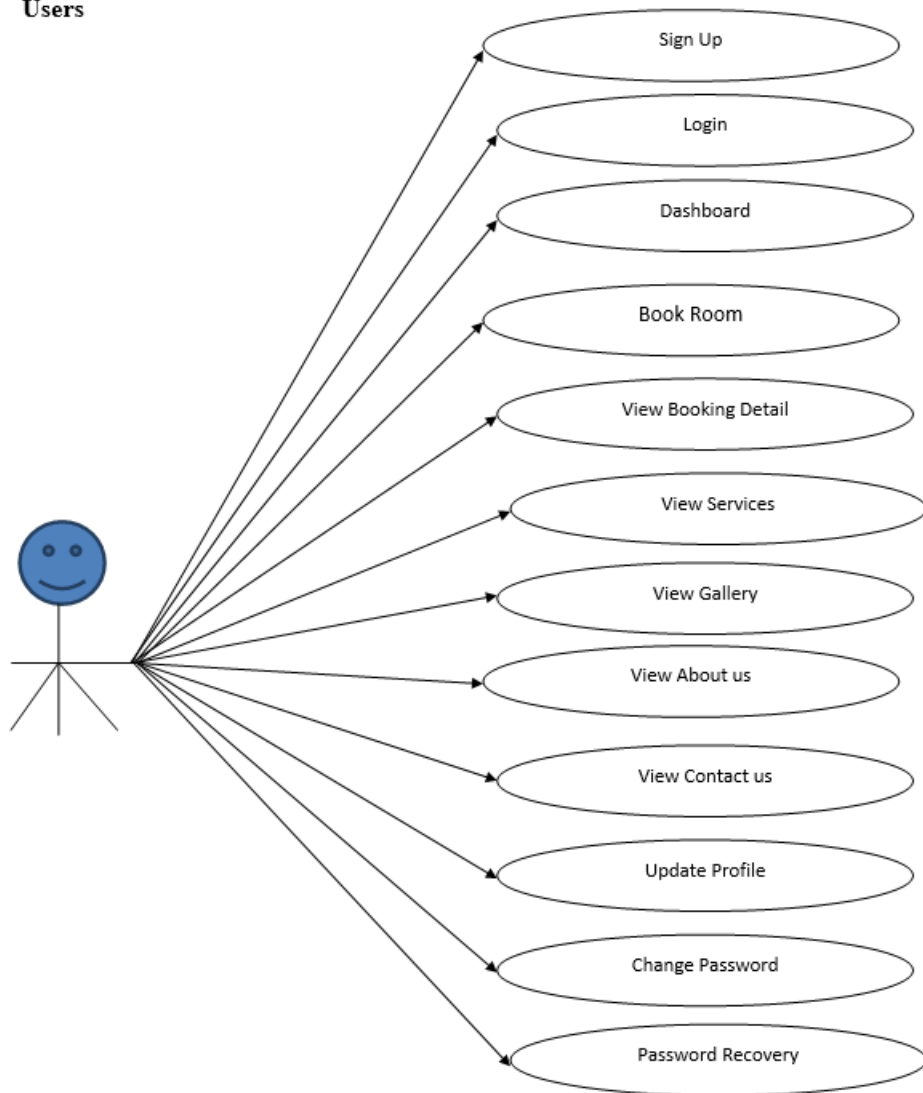 Users
Sign Up
Login
Dashboard
Book Room
View Booking Detail
View Services
View Gallery
View About us
View Contact us
Update Profile
Change Password
Password Recovery